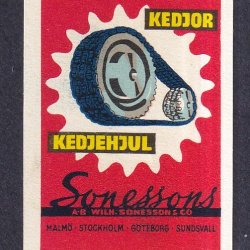 KEDJOR
KEDJEHJUL
Sonessons
A-B WILH. SONESSON & CO
MALMÖ · STOCKHOLM · GÖTEBORG · SUNDSVALL